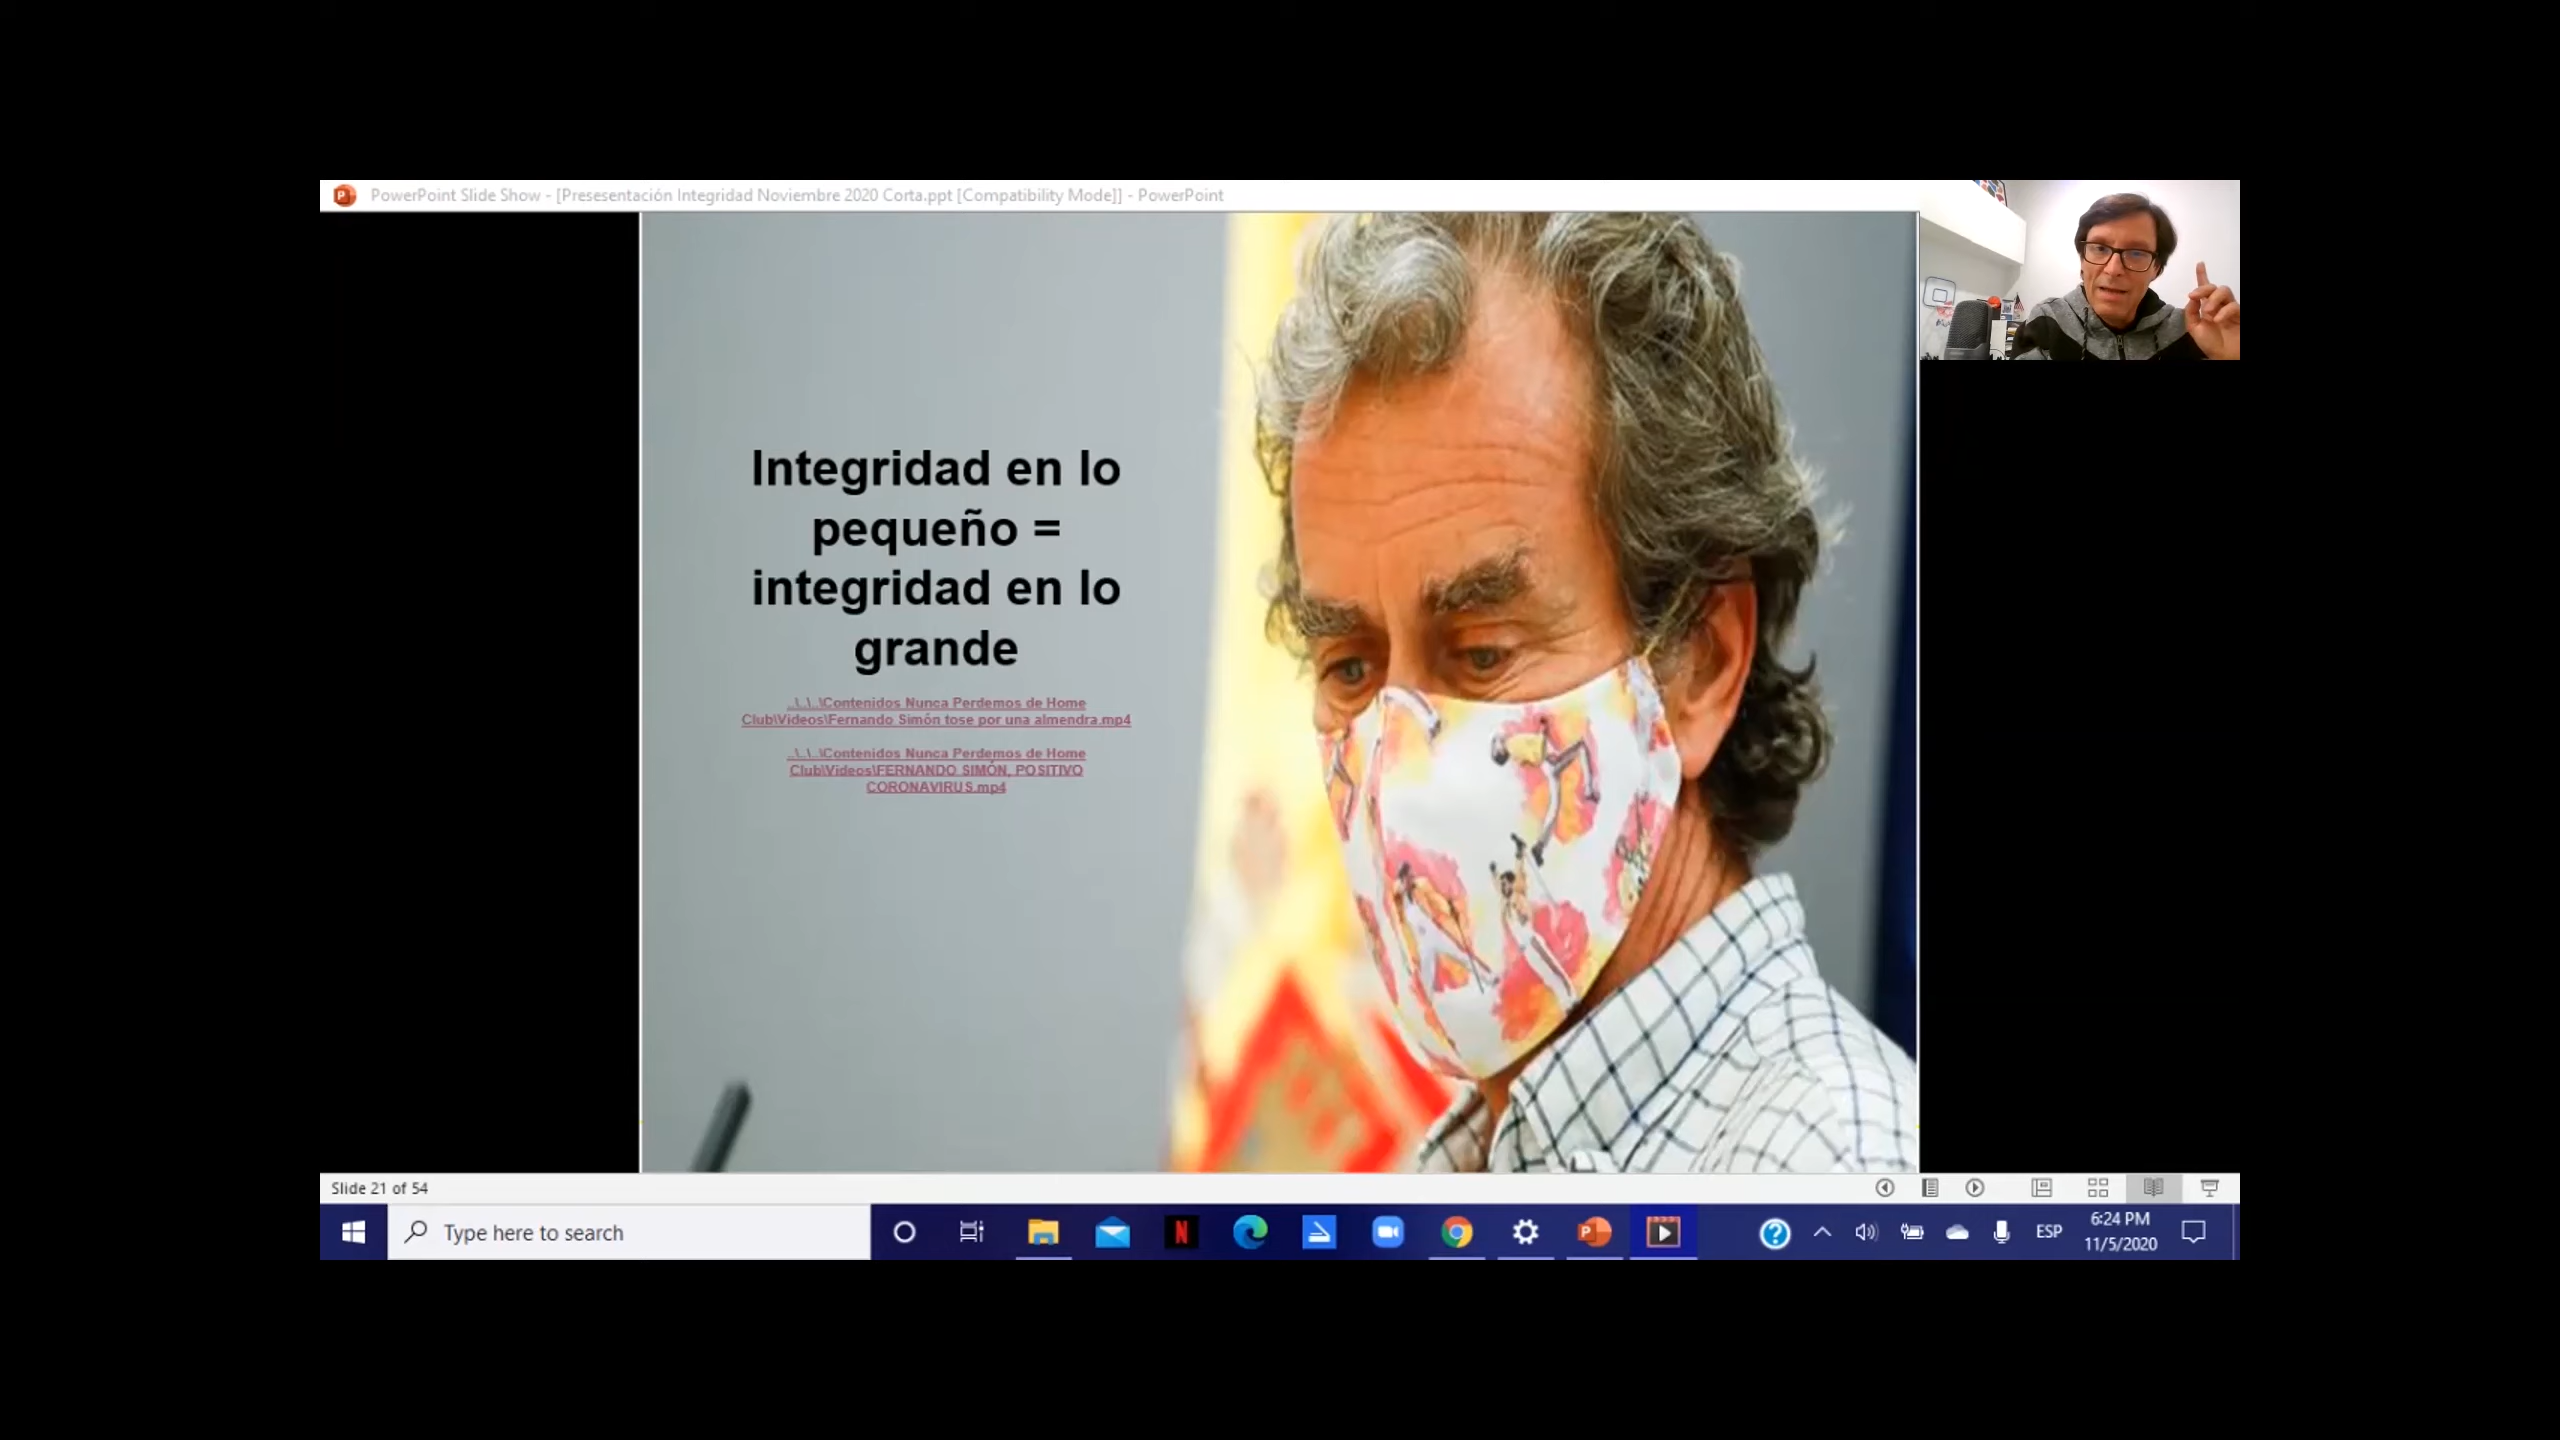 PowerPoint Slide Show - [Presesentación Integridad Noviembre 2020 Corta.ppt [Compatibility Mode]] - PowerPoint
Integridad en lo
pequeño =
integridad en lo
grande
..\..\..\Contenidos Nunca Perdemos de Home
Club\Videos\Fernando Simón tose por una almendra.mp4
..\..\..\Contenidos Nunca Perdemos de Home
Club\Videos\FERNANDO SIMÓN, POSITIVO
CORONAVIRUS.mp4
Slide 21 of 54
Type here to search
ESP
6:24 PM
11/5/2020